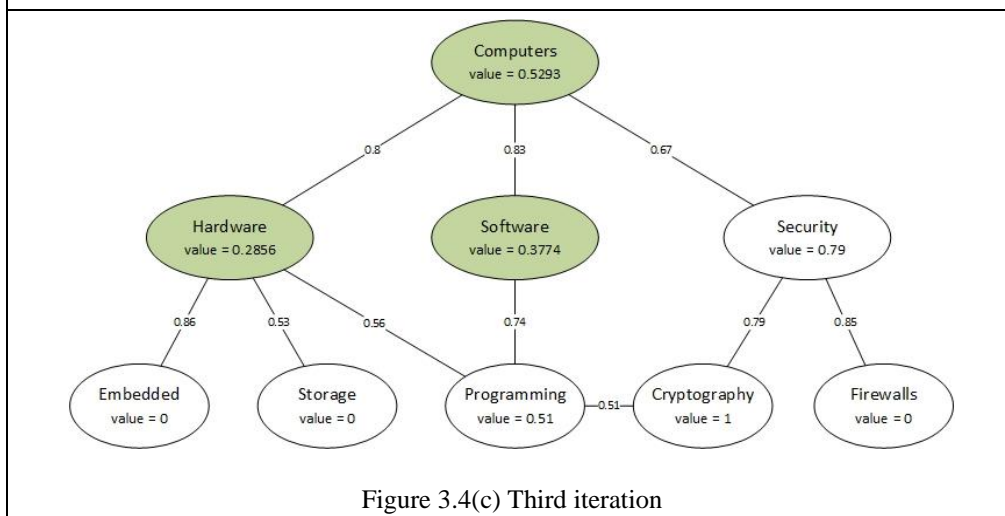 Computers
value = 0.5293
0.8
0.83
0.67
Hardware
value = 0.2856
Software
value = 0.3774
Security
value = 0.79
0.86
0.53
0.56
0.74
0.79
0.85
Embedded
value = 0
Storage
value = 0
Programming
value = 0.51
0.51
Cryptography
value = 1
Firewalls
value = 0
Figure 3.4(c) Third iteration